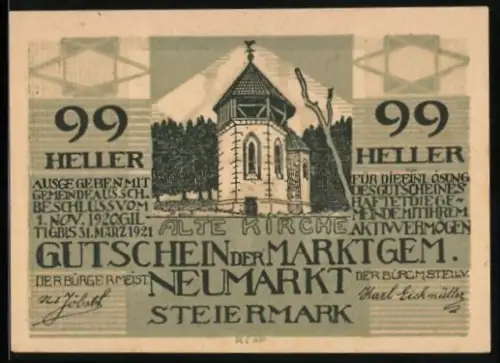 99
HELLER
99
HELLER
AUSGEGEBEN MIT
GEMEINDEAUSSCH.
BESCHLUSS VOM
1. NOV. 1920 GIL
TIG BIS 31. MÄRZ 1921
FÜR DIE EINLÖSUNG
DES GUTSCHEINES
HAFTET DIE GE-
MEINDE MIT IHREM
AKTIVVERMÖGEN
ALTE KIRCHE
GUTSCHEIN DER MARKTGEM.
DER BÜRGERMEIST.
NEUMARKT
DER BÜRGM.STELLV.
STEIERMARK
Jöbstl
Karl Eichmüller